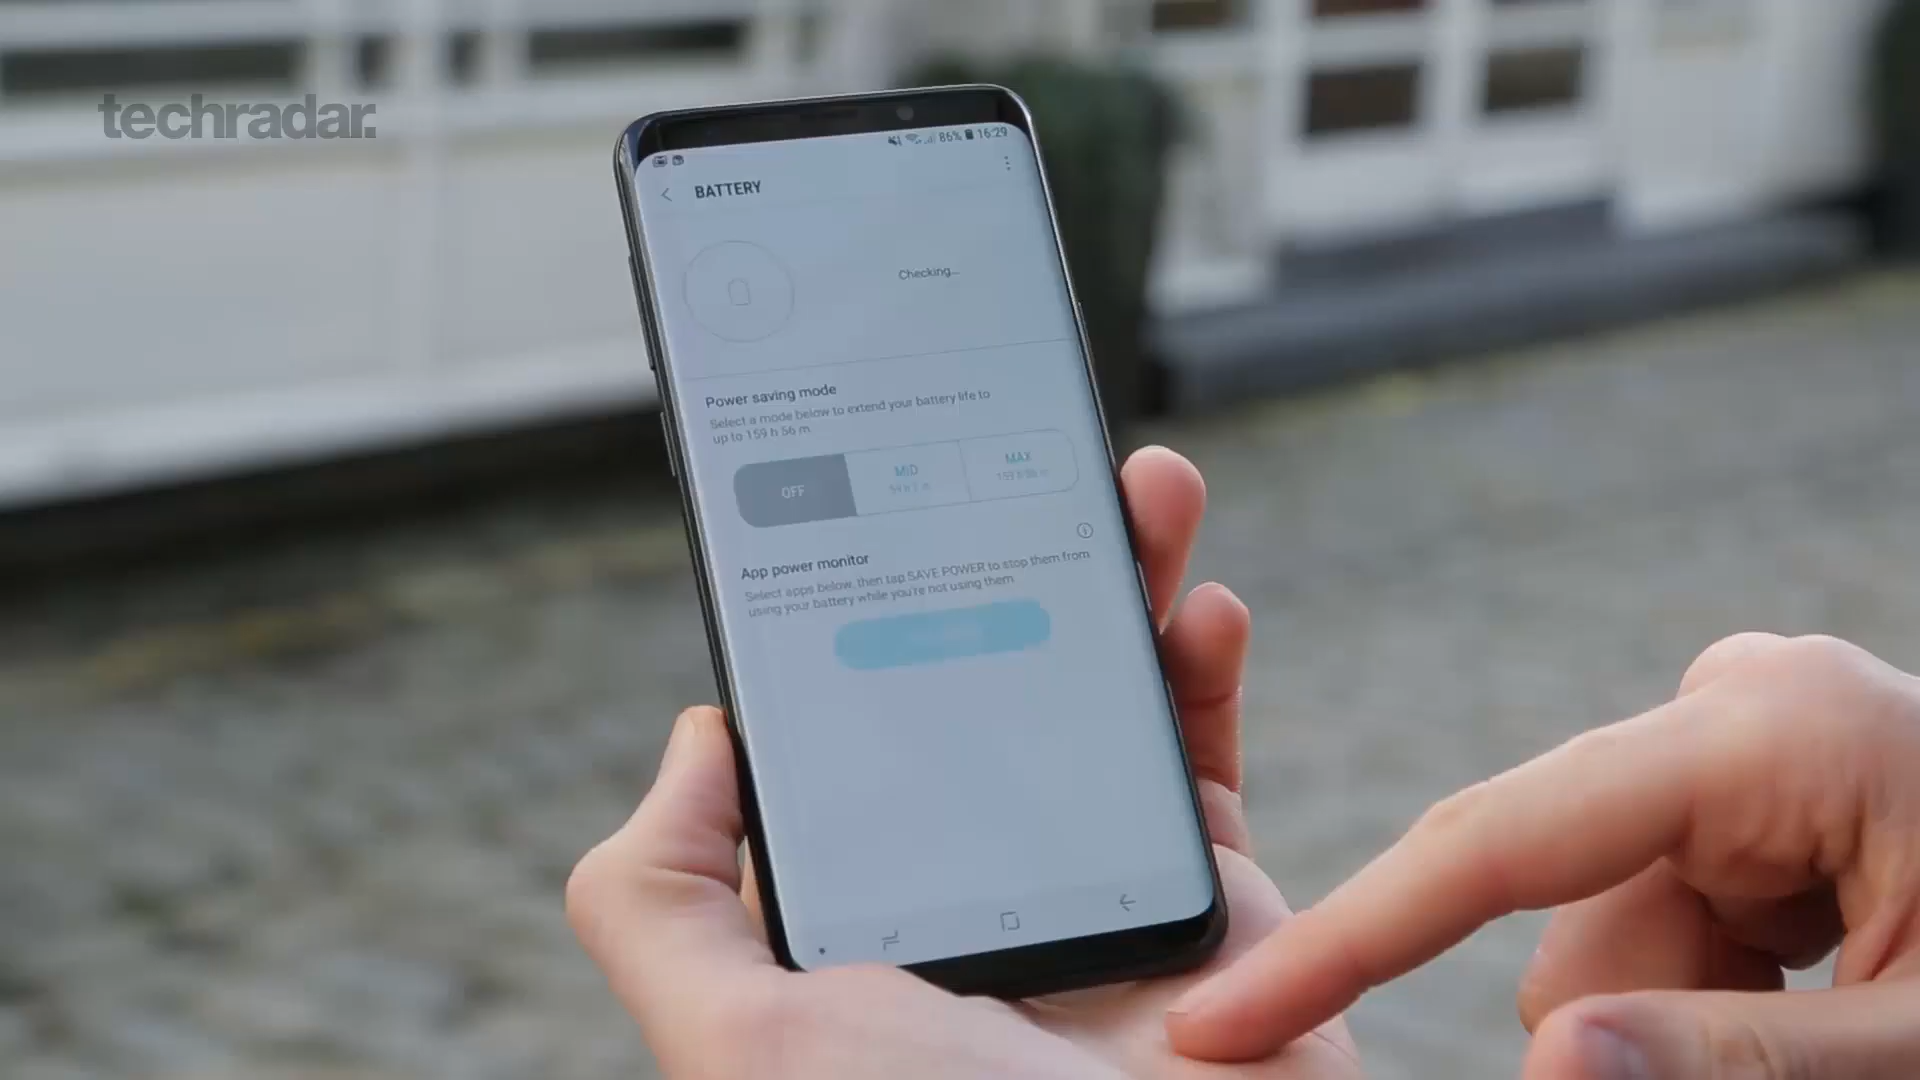 techradar.
86% 16:29
BATTERY
Checking...
Power saving mode
Select a mode below to extend your battery life to
up to 159 h 56 m.
OFF
MID
MAX
159 h 56 m
App power monitor
Select apps below, then tap SAVE POWER to stop them from
using your battery while you're not using them.